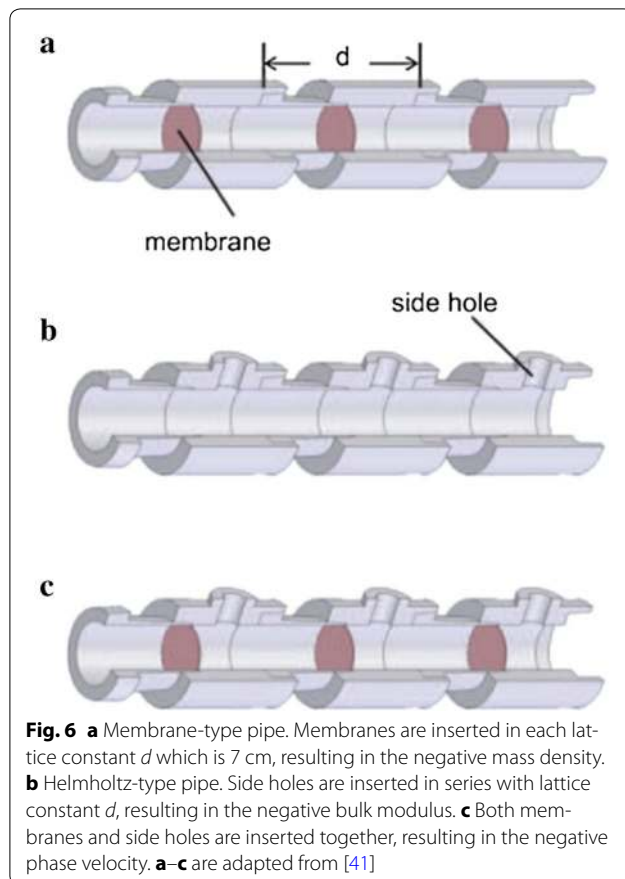 a
d
membrane
side hole
b
c
Fig. 6 a Membrane-type pipe. Membranes are inserted in each lat-
tice constant d which is 7 cm, resulting in the negative mass density.
b Helmholtz-type pipe. Side holes are inserted in series with lattice
constant d, resulting in the negative bulk modulus. c Both mem-
branes and side holes are inserted together, resulting in the negative
phase velocity. a–c are adapted from [41]